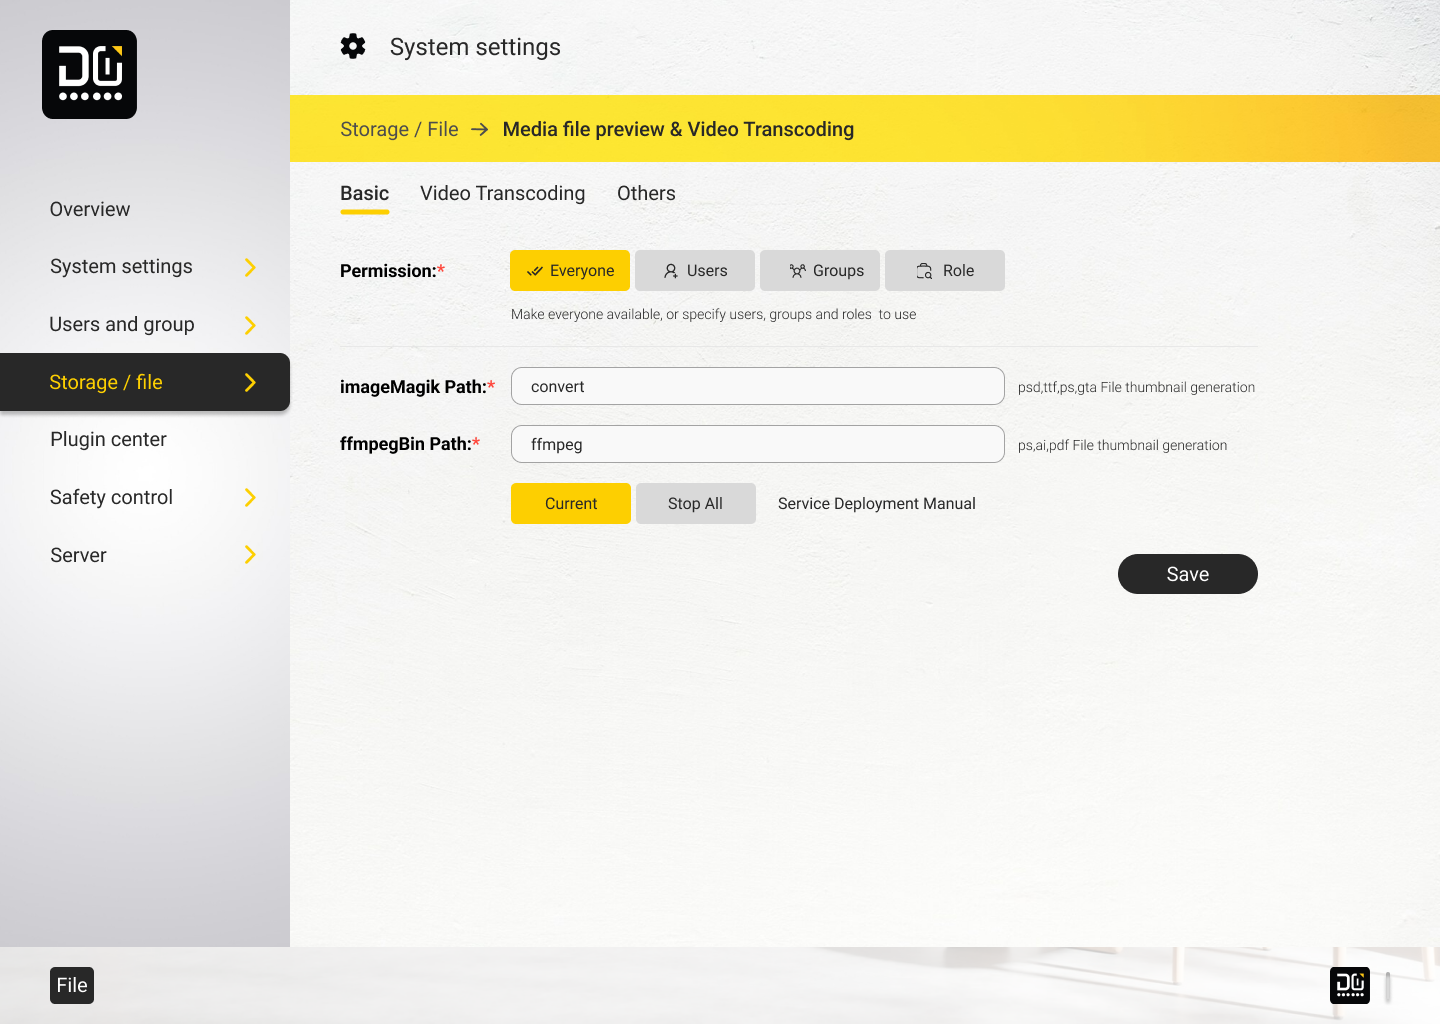 System settings
Storage / File → Media file preview & Video Transcoding
Basic Video Transcoding Others
Overview
System settings
Users and group
Storage / file
Plugin center
Safety control
Server
Permission:* Everyone Users Groups Role
Make everyone available, or specify users, groups and roles to use
imageMagik Path:* convert psd,ttf,ps,gta File thumbnail generation
ffmpegBin Path:* ffmpeg ps,ai,pdf File thumbnail generation
Current Stop All Service Deployment Manual
Save
File